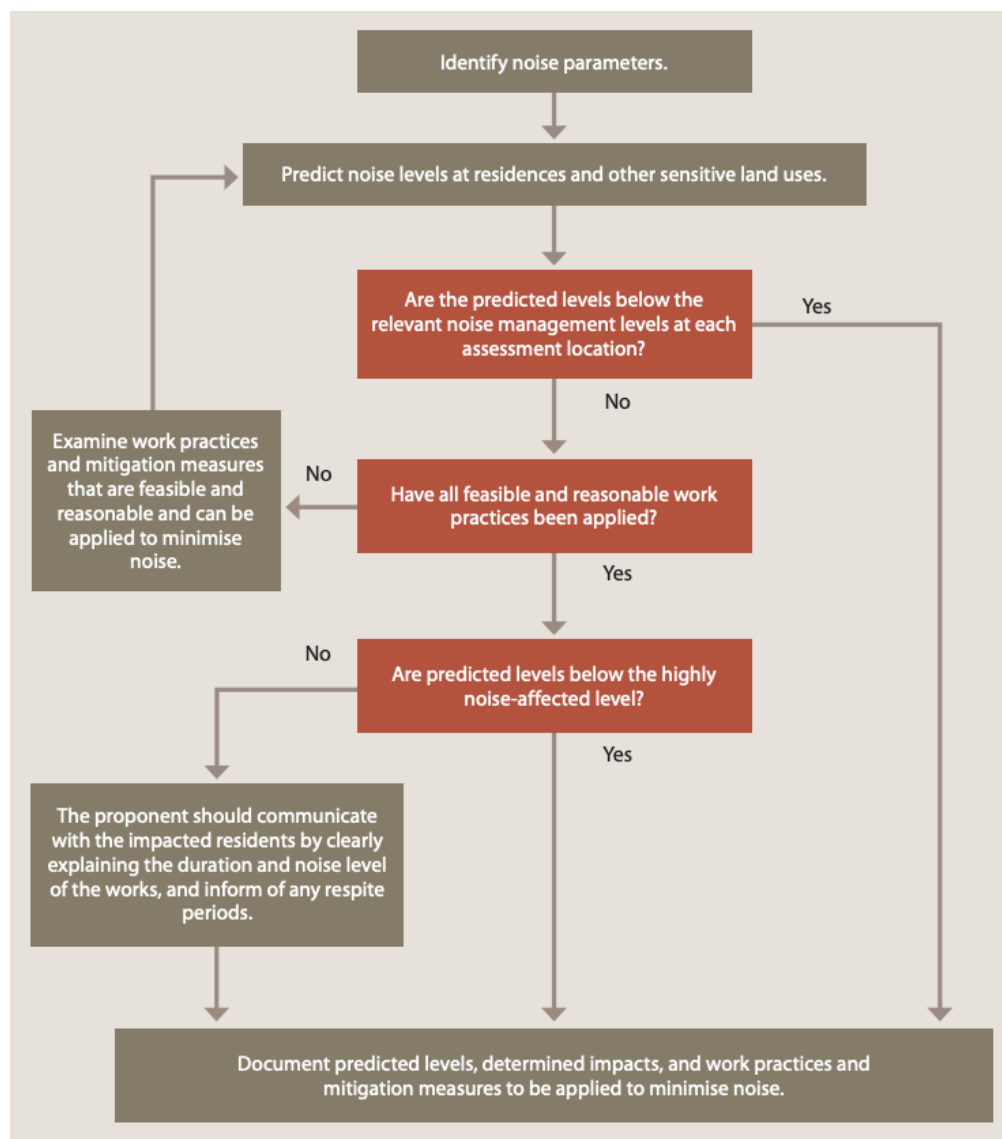 Identify noise parameters.
Predict noise levels at residences and other sensitive land uses.
Are the predicted levels below the
relevant noise management levels at each
assessment location?
Yes
No
Examine work practices
and mitigation measures
that are feasible and
reasonable and can be
applied to minimise
noise.
No
Have all feasible and reasonable work
practices been applied?
Yes
No
Are predicted levels below the highly
noise-affected level?
Yes
The proponent should communicate
with the impacted residents by clearly
explaining the duration and noise level
of the works, and inform of any respite
periods.
Document predicted levels, determined impacts, and work practices and
mitigation measures to be applied to minimise noise.